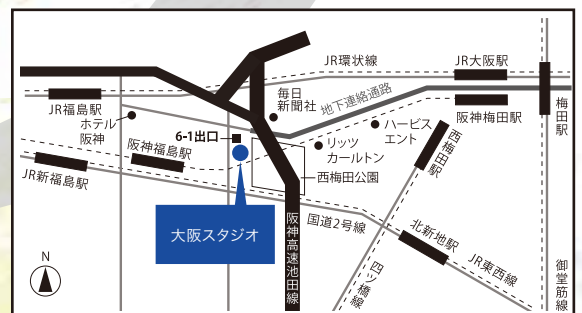 JR環状線
JR大阪駅
毎日
新聞社
地下連絡通路
JR福島駅
ホテル
阪神
6-1出口
ハービス
エント
阪神梅田駅
梅田駅
阪神福島駅
リッツ
カールトン
西梅田駅
西梅田公園
JR新福島駅
大阪スタジオ
阪神高速池田線
国道2号線
北新地駅
JR東西線
四ツ橋線
御堂筋線
N